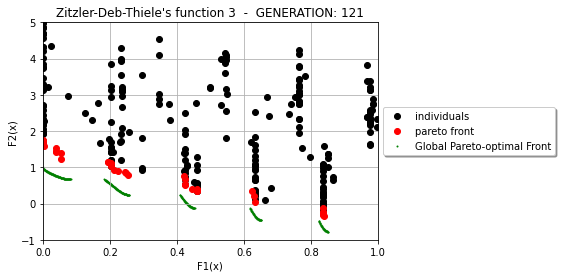 Zitzler-Deb-Thiele's function 3 - GENERATION: 121
5
4
3
2
1
0
−1
F2(x)
0.0 0.2 0.4 0.6 0.8 1.0
F1(x)
individuals
pareto front
Global Pareto-optimal Front